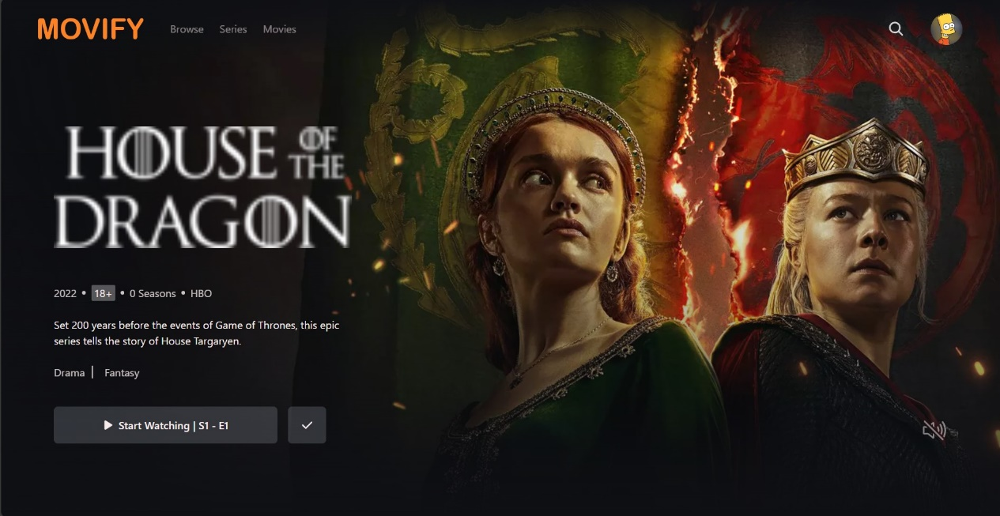 MOVIFY Browse Series Movies
HOUSE OF THE
DRAGON
2022 • 18+ • 0 Seasons • HBO
Set 200 years before the events of Game of Thrones, this epic
series tells the story of House Targaryen.
Drama | Fantasy
Start Watching | S1 - E1